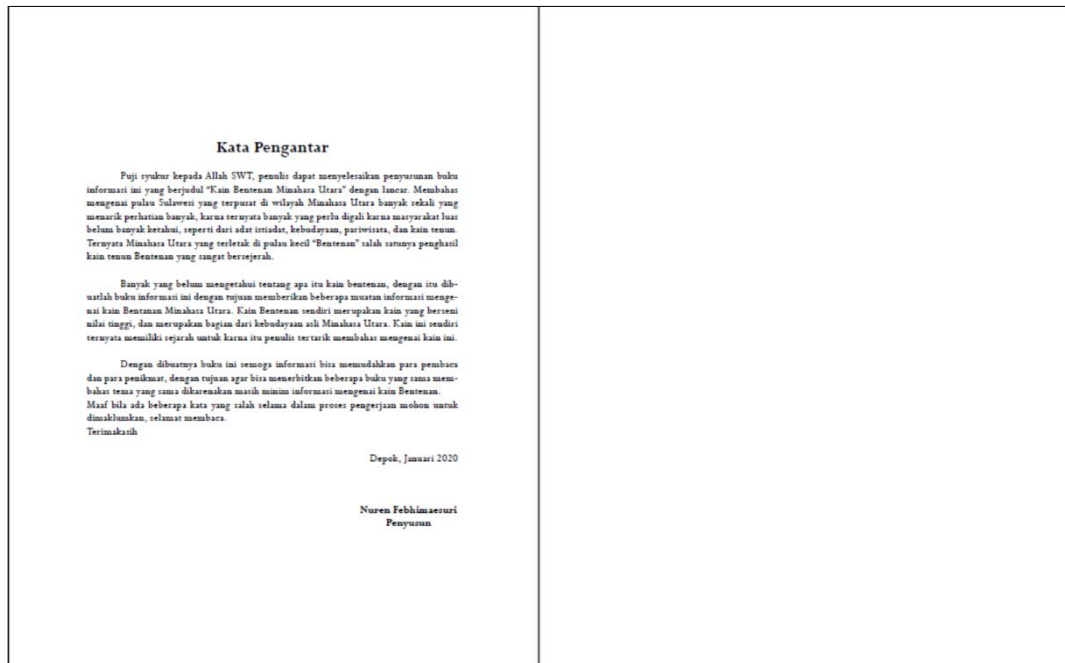 Kata Pengantar
Puji syukur kepada Allah SWT, penulis dapat menyelesaikan penyusunan buku
informasi ini yang berjudul “Kain Bentenan Minahasa Utara” dengan lancar. Membahas
mengenai pulau Sulawesi yang terpusat di wilayah Minahasa Utara banyak sekali yang
menarik perhatian banyak, karna ternyata banyak yang perlu digali karna masyarakat luas
belum banyak ketahui, seperti dari adat istiadat, kebudayaan, pariwisata, dan kain tenun.
Ternyata Minahasa Utara yang terletak di pulau kecil “Bentenan” salah satunya penghasil
kain tenun Bentenan yang sangat bersejerah.
Banyak yang belum mengetahui tentang apa itu kain bentenan, dengan itu dib-
uatlah buku informasi ini dengan tujuan memberikan beberapa muatan informasi menge-
nai kain Bentanan Minahasa Utara. Kain Bentenan sendiri merupakan kain yang berseni
nilai tinggi, dan merupakan bagian dari kebudayaan asli Minahasa Utara. Kain ini sendiri
ternyata memiliki sejarah untuk karna itu penulis tertarik membahas mengenai kain ini.
Dengan dibuatnya buku ini semoga informasi bisa memudahkan para pembaca
dan para penikmat, dengan tujuan agar bisa menerbitkan beberapa buku yang sama mem-
bahas tema yang sama dikarenakan masih minim informasi mengenai kain Bentenan.
Maaf bila ada beberapa kata yang salah selama dalam proses pengerjaan mohon untuk
dimaklumkan, selamat membaca.
Terimakasih
Depok, Januari 2020
Nuren Febhimaesuri
Penyusun